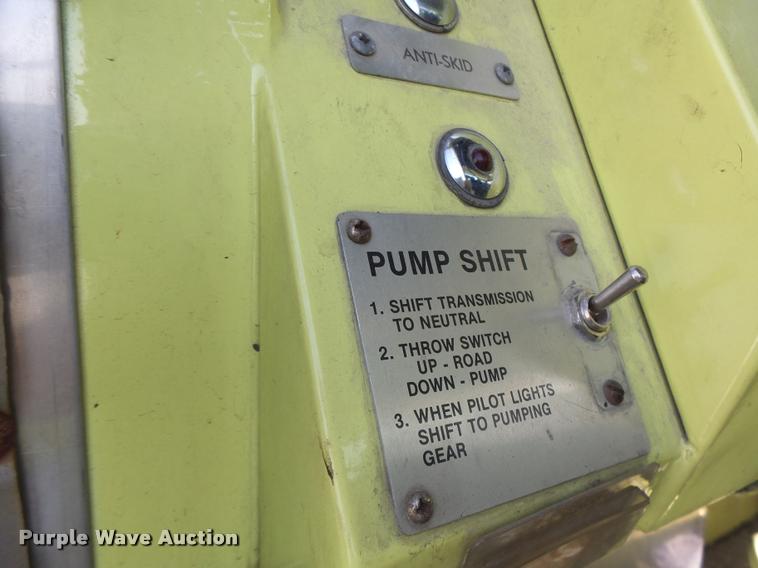 ANTI-SKID
PUMP SHIFT
1. SHIFT TRANSMISSION
TO NEUTRAL
2. THROW SWITCH
UP - ROAD
DOWN - PUMP
3. WHEN PILOT LIGHTS
SHIFT TO PUMPING
GEAR
Purple Wave Auction